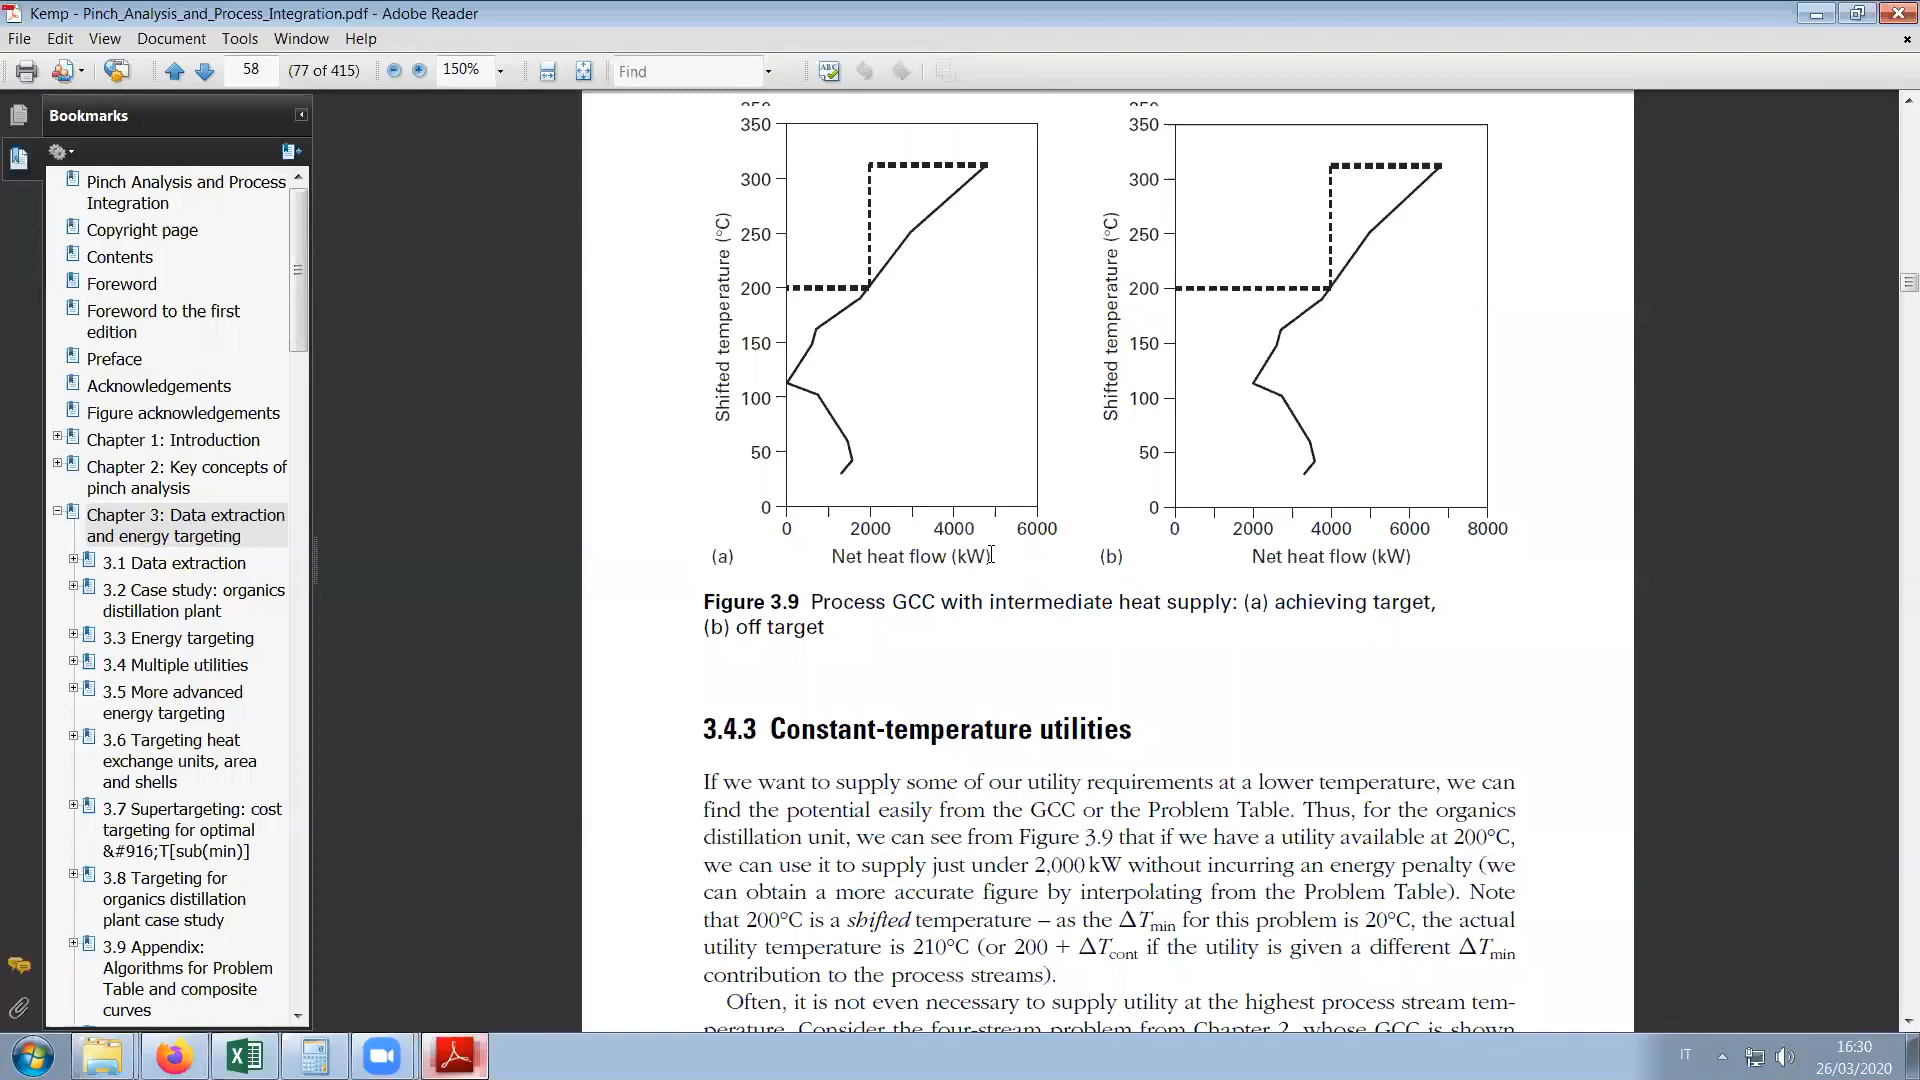 Kemp - Pinch_Analysis_and_Process_Integration.pdf - Adobe Reader
File Edit View Document Tools Window Help
58 (77 of 415) 150% Find
Bookmarks
Pinch Analysis and Process
Integration
Copyright page
Contents
Foreword
Foreword to the first
edition
Preface
Acknowledgements
Figure acknowledgements
Chapter 1: Introduction
Chapter 2: Key concepts of
pinch analysis
Chapter 3: Data extraction
and energy targeting
3.1 Data extraction
3.2 Case study: organics
distillation plant
3.3 Energy targeting
3.4 Multiple utilities
3.5 More advanced
energy targeting
3.6 Targeting heat
exchange units, area
and shells
3.7 Supertargeting: cost
targeting for optimal
&#916;T[sub(min)]
3.8 Targeting for
organics distillation
plant case study
3.9 Appendix:
Algorithms for Problem
Table and composite
curves
Shifted temperature (°C)
350
300
250
200
150
100
50
0
0 2000 4000 6000
(a) Net heat flow (kW)
Shifted temperature (°C)
350
300
250
200
150
100
50
0
0 2000 4000 6000 8000
(b) Net heat flow (kW)
Figure 3.9 Process GCC with intermediate heat supply: (a) achieving target,
(b) off target
3.4.3 Constant-temperature utilities
If we want to supply some of our utility requirements at a lower temperature, we can
find the potential easily from the GCC or the Problem Table. Thus, for the organics
distillation unit, we can see from Figure 3.9 that if we have a utility available at 200°C,
we can use it to supply just under 2,000 kW without incurring an energy penalty (we
can obtain a more accurate figure by interpolating from the Problem Table). Note
that 200°C is a shifted temperature – as the ΔTmin for this problem is 20°C, the actual
utility temperature is 210°C (or 200 + ΔTcont if the utility is given a different ΔTmin
contribution to the process streams).
Often, it is not even necessary to supply utility at the highest process stream tem-
perature. Consider the four-stream problem from Chapter 2, whose GCC is shown
IT
16:30
26/03/2020